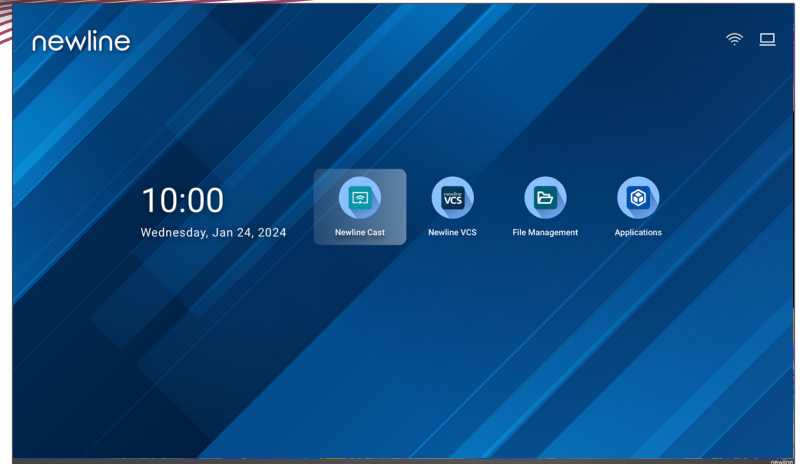 newline
10:00
Wednesday, Jan 24, 2024
Newline Cast
newline
VCS
Newline VCS
File Management
Applications
newline